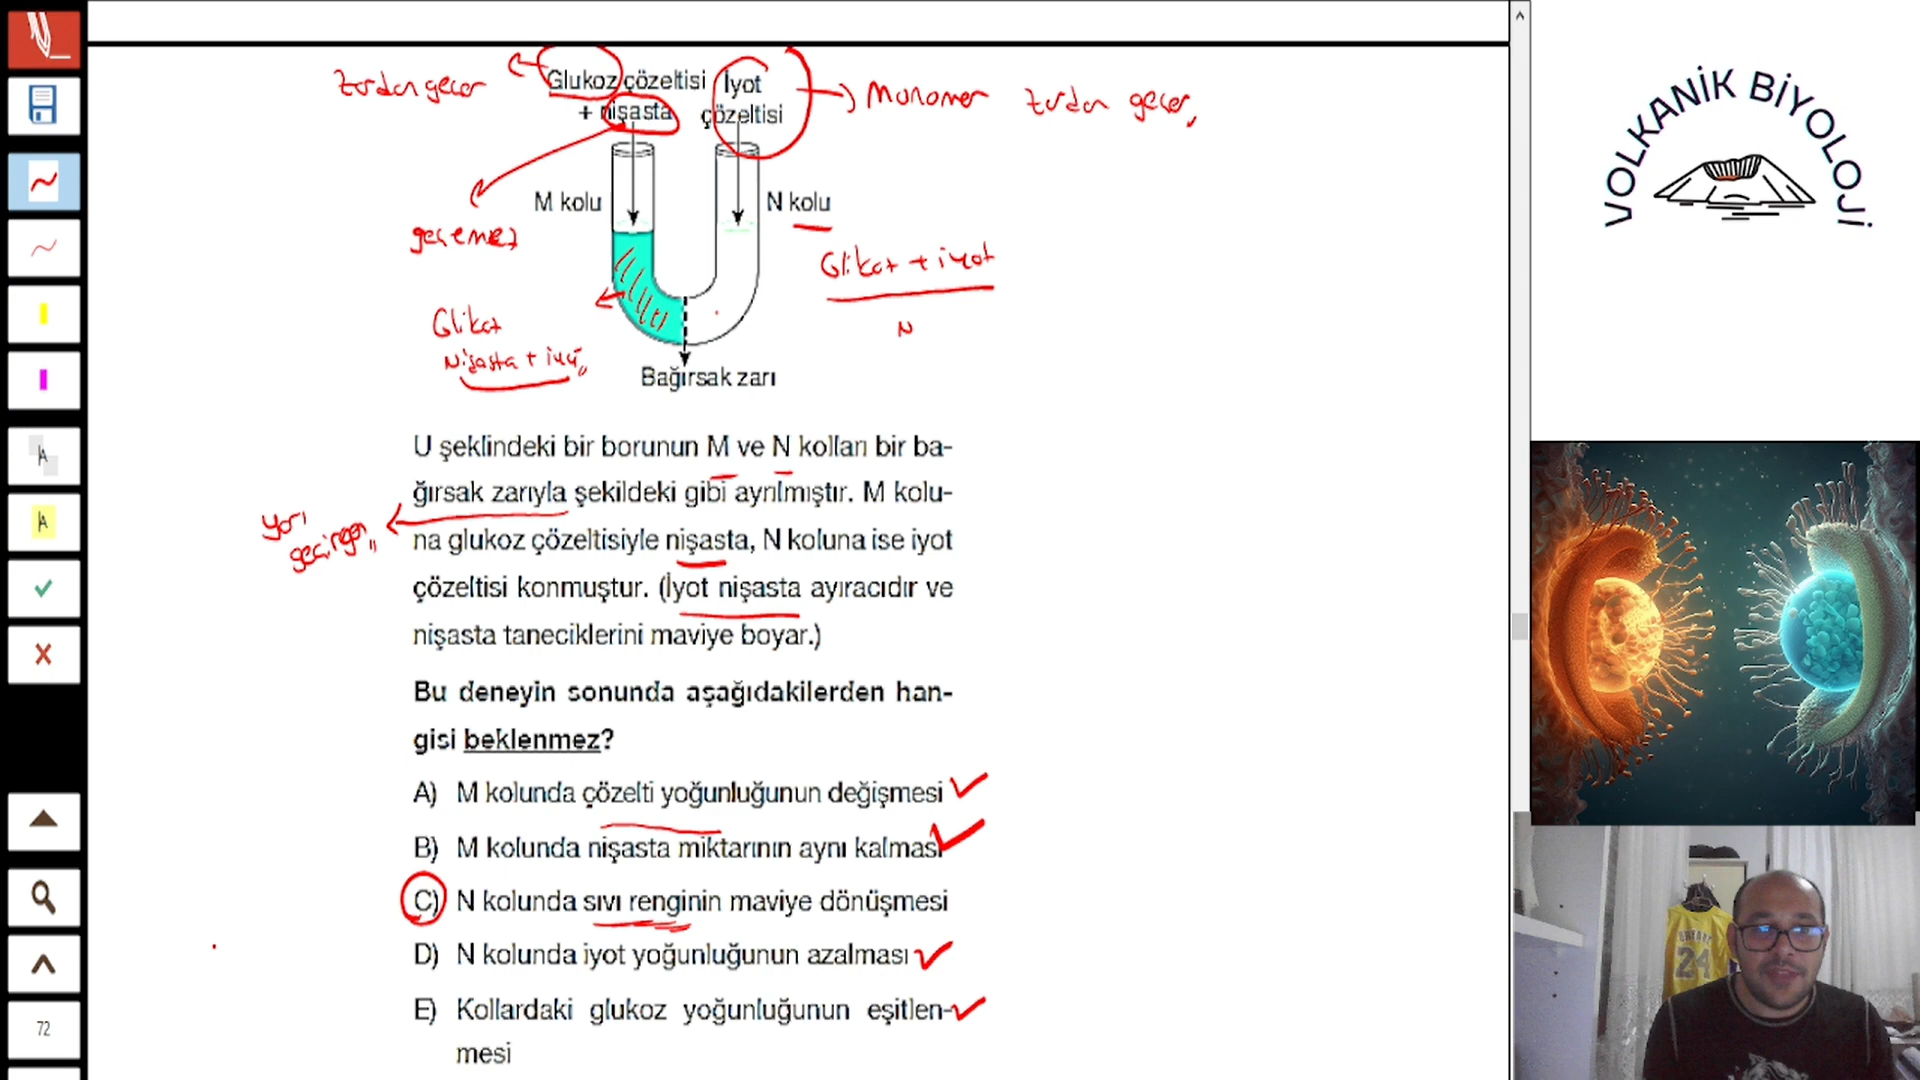 Zardan geçer
Glukoz çözeltisi
+ nişasta
İyot
çözeltisi
Monomer zardan geçer
M kolu
N kolu
geçemez
Glikoz + iyot
N
Glikoz
Nişasta + iyot
Bağırsak zarı
U şeklindeki bir borunun M ve N kolları bir ba-
ğırsak zarıyla şekildeki gibi ayrılmıştır. M kolu-
na glukoz çözeltisiyle nişasta, N koluna ise iyot
çözeltisi konmuştur. (İyot nişasta ayıracıdır ve
nişasta taneciklerini maviye boyar.)
Yarı
geçirgen
Bu deneyin sonunda aşağıdakilerden han-
gisi beklenmez?
A) M kolunda çözelti yoğunluğunun değişmesi
B) M kolunda nişasta miktarının aynı kalması
C) N kolunda sıvı renginin maviye dönüşmesi
D) N kolunda iyot yoğunluğunun azalması
E) Kollardaki glukoz yoğunluğunun eşitlen-
mesi
A
A
72
VOLKANİK BİYOLOJİ
24